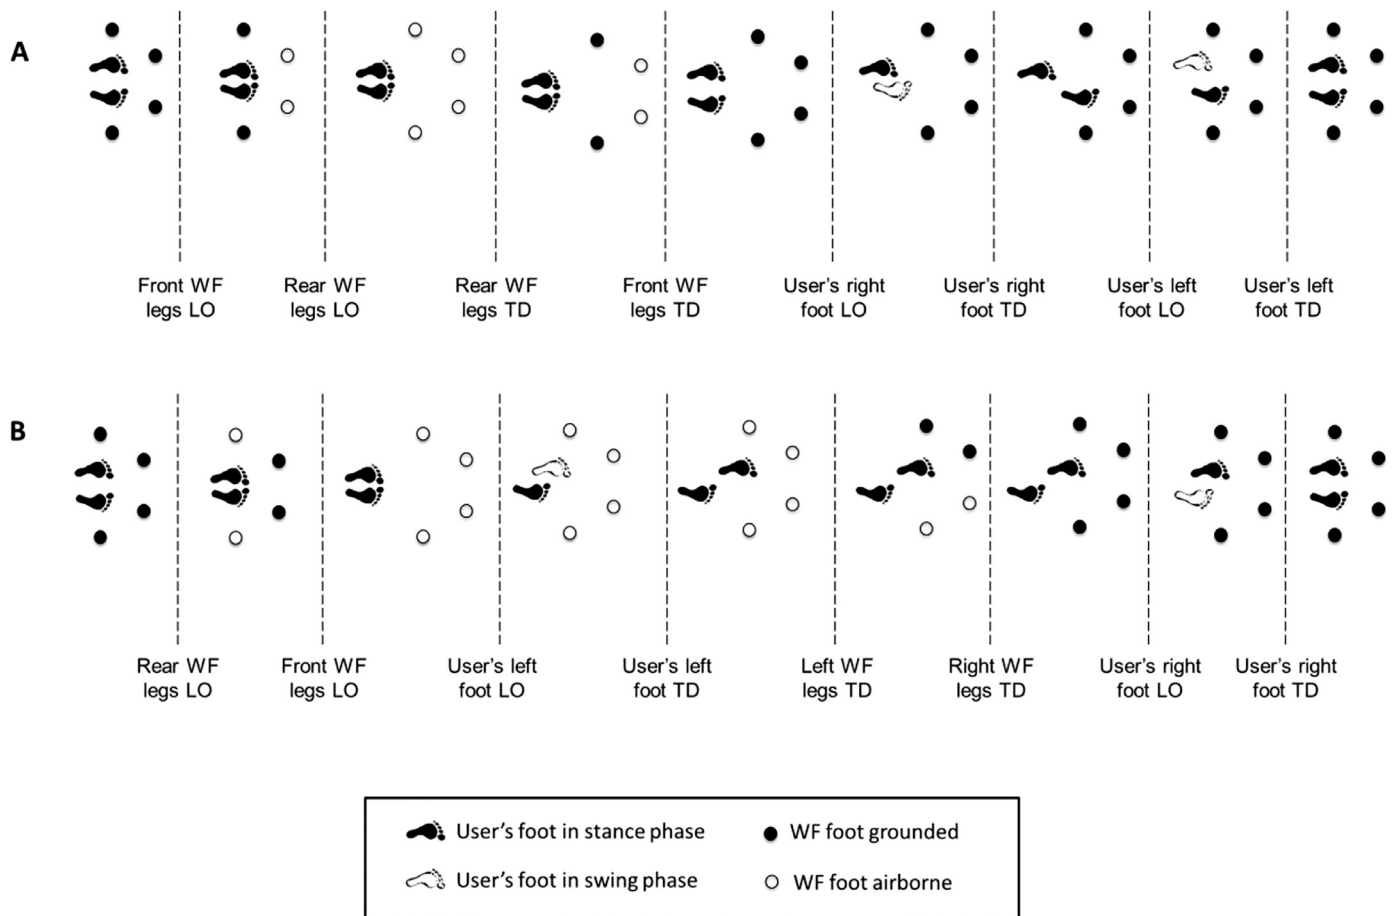 A
Front WF Rear WF Rear WF Front WF User's right User's right User's left User's left
legs LO legs LO legs TD legs TD foot LO foot TD foot LO foot TD
B
Rear WF Front WF User's left User's left Left WF Right WF User's right User's right
legs LO legs LO foot LO foot TD legs TD legs TD foot LO foot TD
User's foot in stance phase WF foot grounded
User's foot in swing phase WF foot airborne